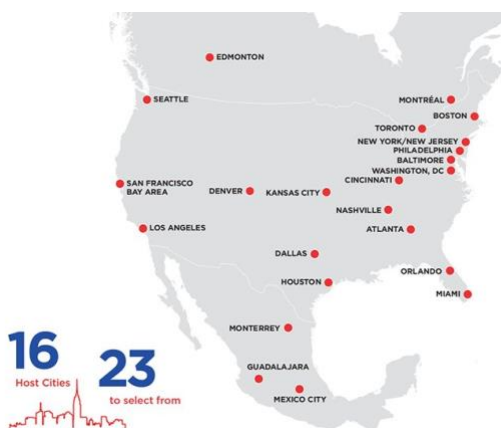 EDMONTON
SEATTLE
MONTRÉAL
BOSTON
TORONTO
NEW YORK/NEW JERSEY
PHILADELPHIA
BALTIMORE
WASHINGTON, DC
CINCINNATI
SAN FRANCISCO
BAY AREA
DENVER
KANSAS CITY
NASHVILLE
LOS ANGELES
ATLANTA
DALLAS
ORLANDO
HOUSTON
MIAMI
MONTERREY
GUADALAJARA
MEXICO CITY
16
Host Cities
23
to select from